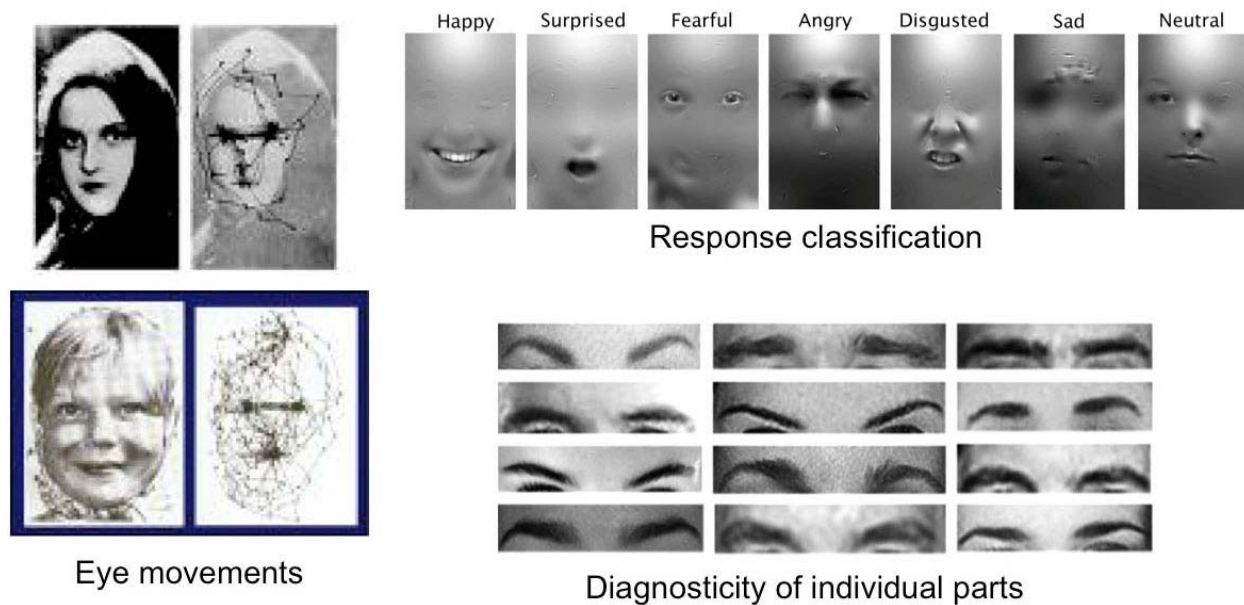 Happy Surprised Fearful Angry Disgusted Sad Neutral
Response classification
Eye movements
Diagnosticity of individual parts